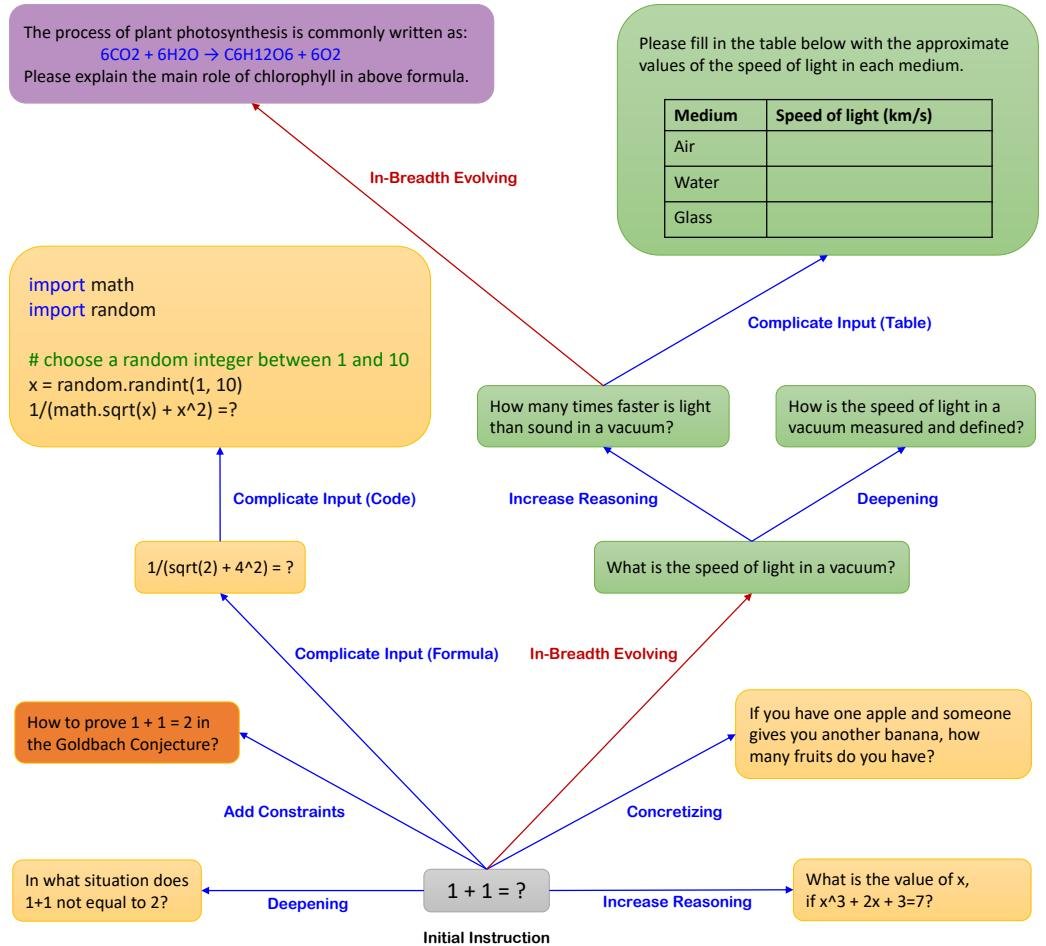 The process of plant photosynthesis is commonly written as:
6CO2 + 6H2O → C6H12O6 + 6O2
Please explain the main role of chlorophyll in above formula.
Please fill in the table below with the approximate
values of the speed of light in each medium.
Medium Speed of light (km/s)
Air
Water
Glass
In-Breadth Evolving
import math
import random
# choose a random integer between 1 and 10
x = random.randint(1, 10)
1/(math.sqrt(x) + x^2) =?
Complicate Input (Table)
How many times faster is light
than sound in a vacuum?
How is the speed of light in a
vacuum measured and defined?
Complicate Input (Code)
Increase Reasoning
Deepening
1/(sqrt(2) + 4^2) = ?
What is the speed of light in a vacuum?
Complicate Input (Formula)
In-Breadth Evolving
How to prove 1 + 1 = 2 in
the Goldbach Conjecture?
If you have one apple and someone
gives you another banana, how
many fruits do you have?
Add Constraints
Concretizing
In what situation does
1+1 not equal to 2?
Deepening
1 + 1 = ?
Increase Reasoning
What is the value of x,
if x^3 + 2x + 3=7?
Initial Instruction